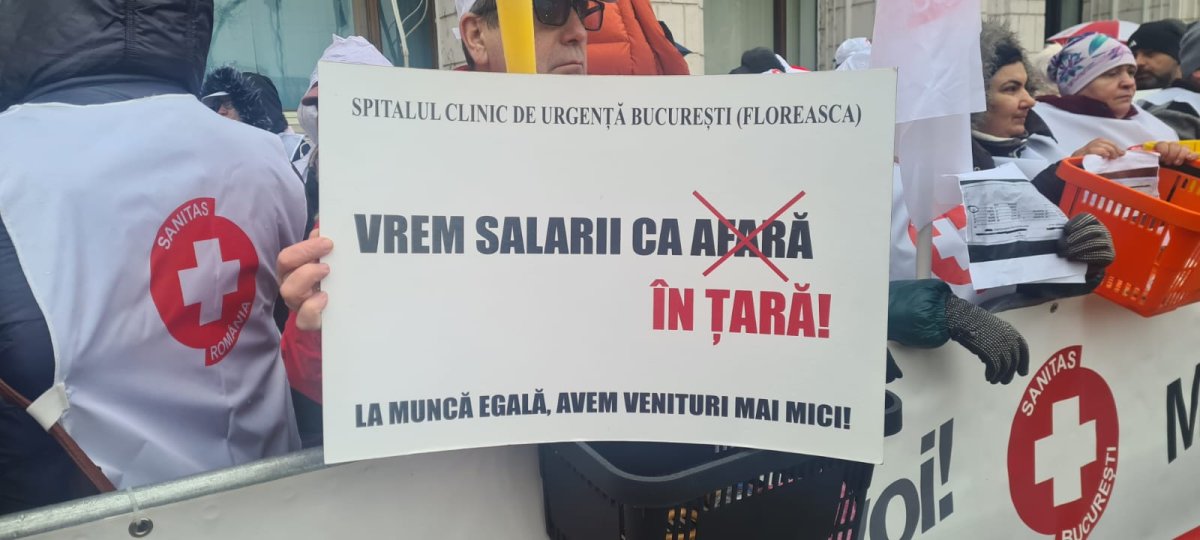 SPITALUL CLINIC DE URGENȚĂ BUCUREȘTI (FLOREASCA)
VREM SALARII CA AFARĂ
ÎN ȚARĂ!
LA MUNCĂ EGALĂ, AVEM VENITURI MAI MICI!
SANITAS
ROMÂNIA
SANITAS
BUCUREȘTI
voi!
M